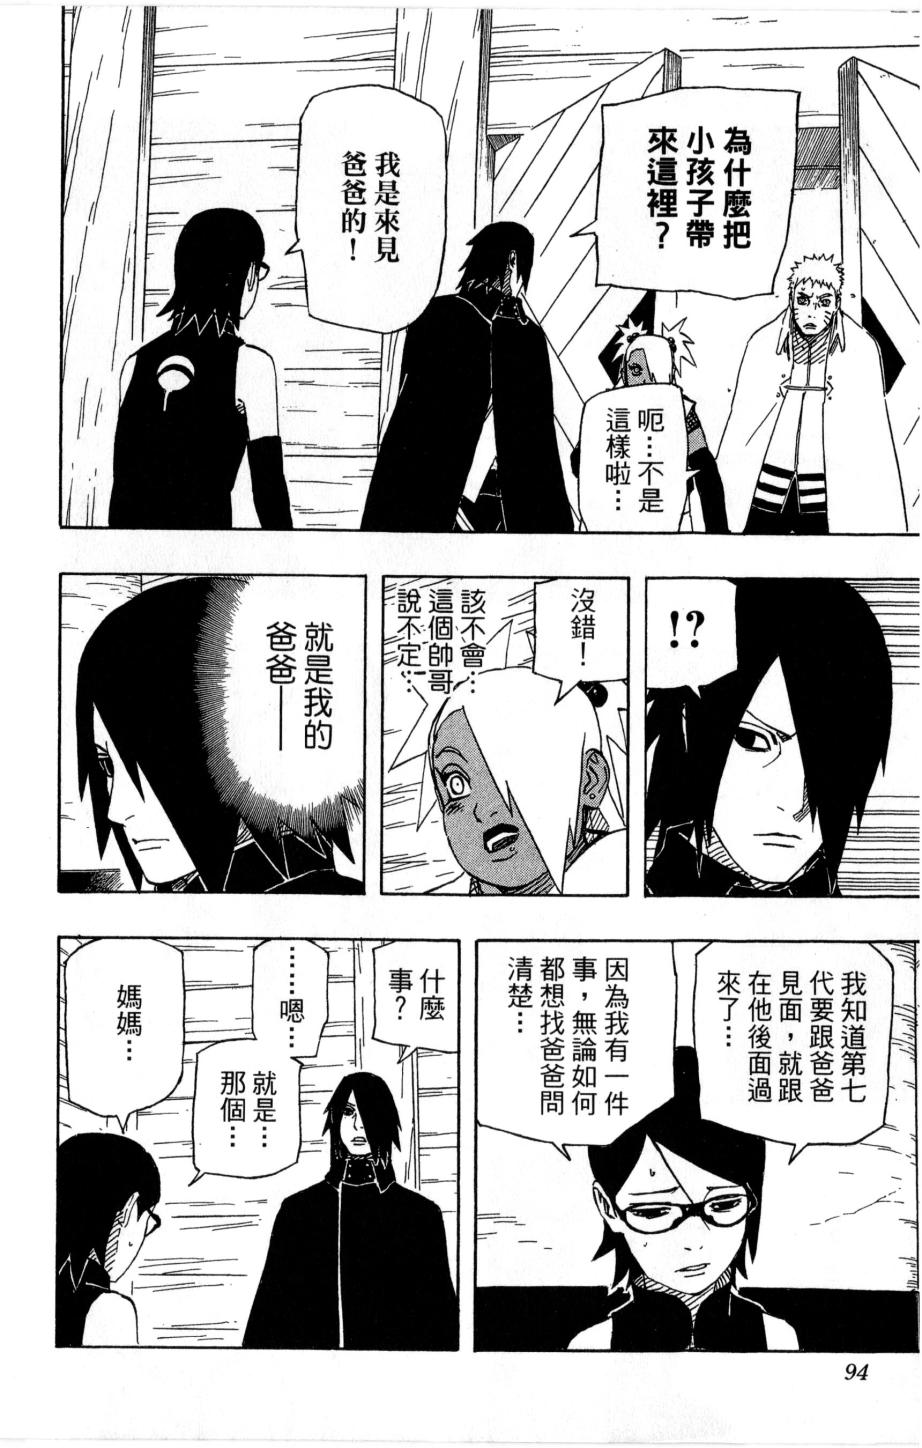 為什麼把
小孩子帶
來這裡？
呃…不是
這樣啦…
我是來見
爸爸的！
!?
沒錯！
該不會…
這個帥哥
說不定…
就是我的
爸爸——
我知道第七
代要跟爸爸
見面，就跟
在他後面過
來了…
因為我有一件
事，無論如何
都想找爸爸問
清楚…
什麼
事？
……嗯…
就是…
那個…
媽媽…
94